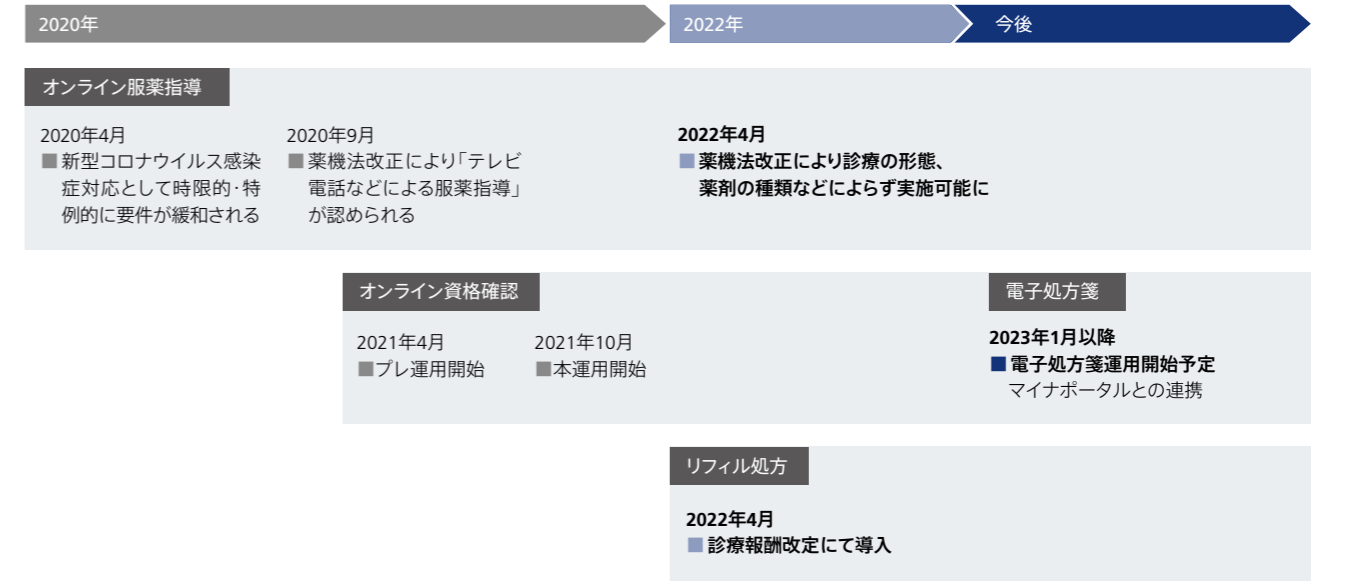 2020年
2022年
今後
オンライン服薬指導
2020年4月
■新型コロナウイルス感染
症対応として時限的・特
例的に要件が緩和される
2020年9月
■薬機法改正により「テレビ
電話などによる服薬指導」
が認められる
2022年4月
■薬機法改正により診療の形態、
薬剤の種類などによらず実施可能に
オンライン資格確認
2021年4月
■プレ運用開始
2021年10月
■本運用開始
電子処方箋
2023年1月以降
■電子処方箋運用開始予定
マイナポータルとの連携
リフィル処方
2022年4月
■診療報酬改定にて導入